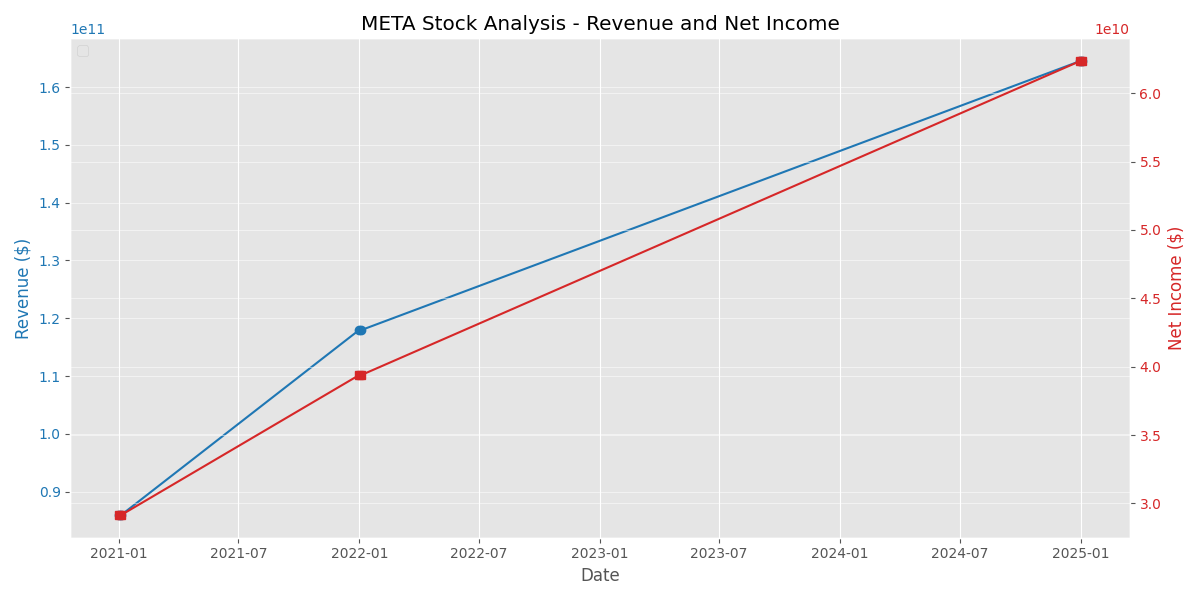 META Stock Analysis - Revenue and Net Income
1e11
1e10
1.6
1.5
1.4
1.3
1.2
1.1
1.0
0.9
Revenue ($)
6.0
5.5
5.0
4.5
4.0
3.5
3.0
Net Income ($)
2021-01 2021-07 2022-01 2022-07 2023-01 2023-07 2024-01 2024-07 2025-01
Date